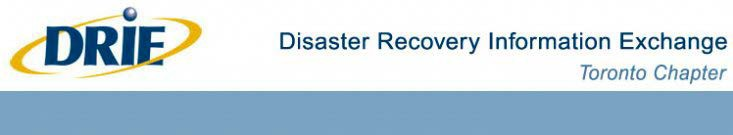 DRIE
Disaster Recovery Information Exchange
Toronto Chapter